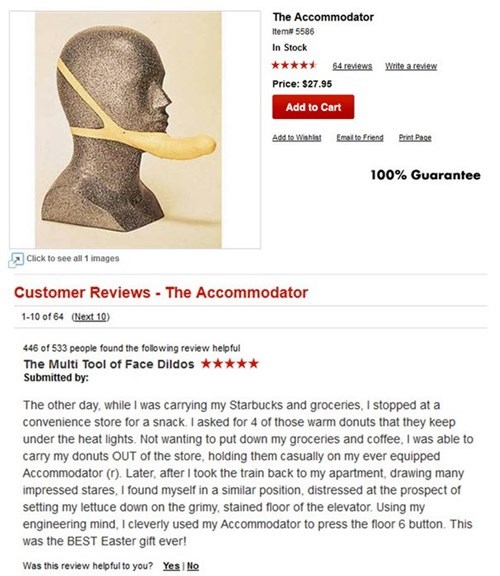 The Accommodator
Item# 5586
In Stock
64 reviews Write a review
Price: $27.95
Add to Cart
Add to Wishlist Email to Friend Print Page
100% Guarantee
Click to see all 1 images
Customer Reviews - The Accommodator
1-10 of 64 (Next 10)
446 of 533 people found the following review helpful
The Multi Tool of Face Dildos
Submitted by:
The other day, while I was carrying my Starbucks and groceries, I stopped at a
convenience store for a snack. I asked for 4 of those warm donuts that they keep
under the heat lights. Not wanting to put down my groceries and coffee, I was able to
carry my donuts OUT of the store, holding them casually on my ever equipped
Accommodator (r). Later, after I took the train back to my apartment, drawing many
impressed stares, I found myself in a similar position, distressed at the prospect of
setting my lettuce down on the grimy, stained floor of the elevator. Using my
engineering mind, I cleverly used my Accommodator to press the floor 6 button. This
was the BEST Easter gift ever!
Was this review helpful to you? Yes | No